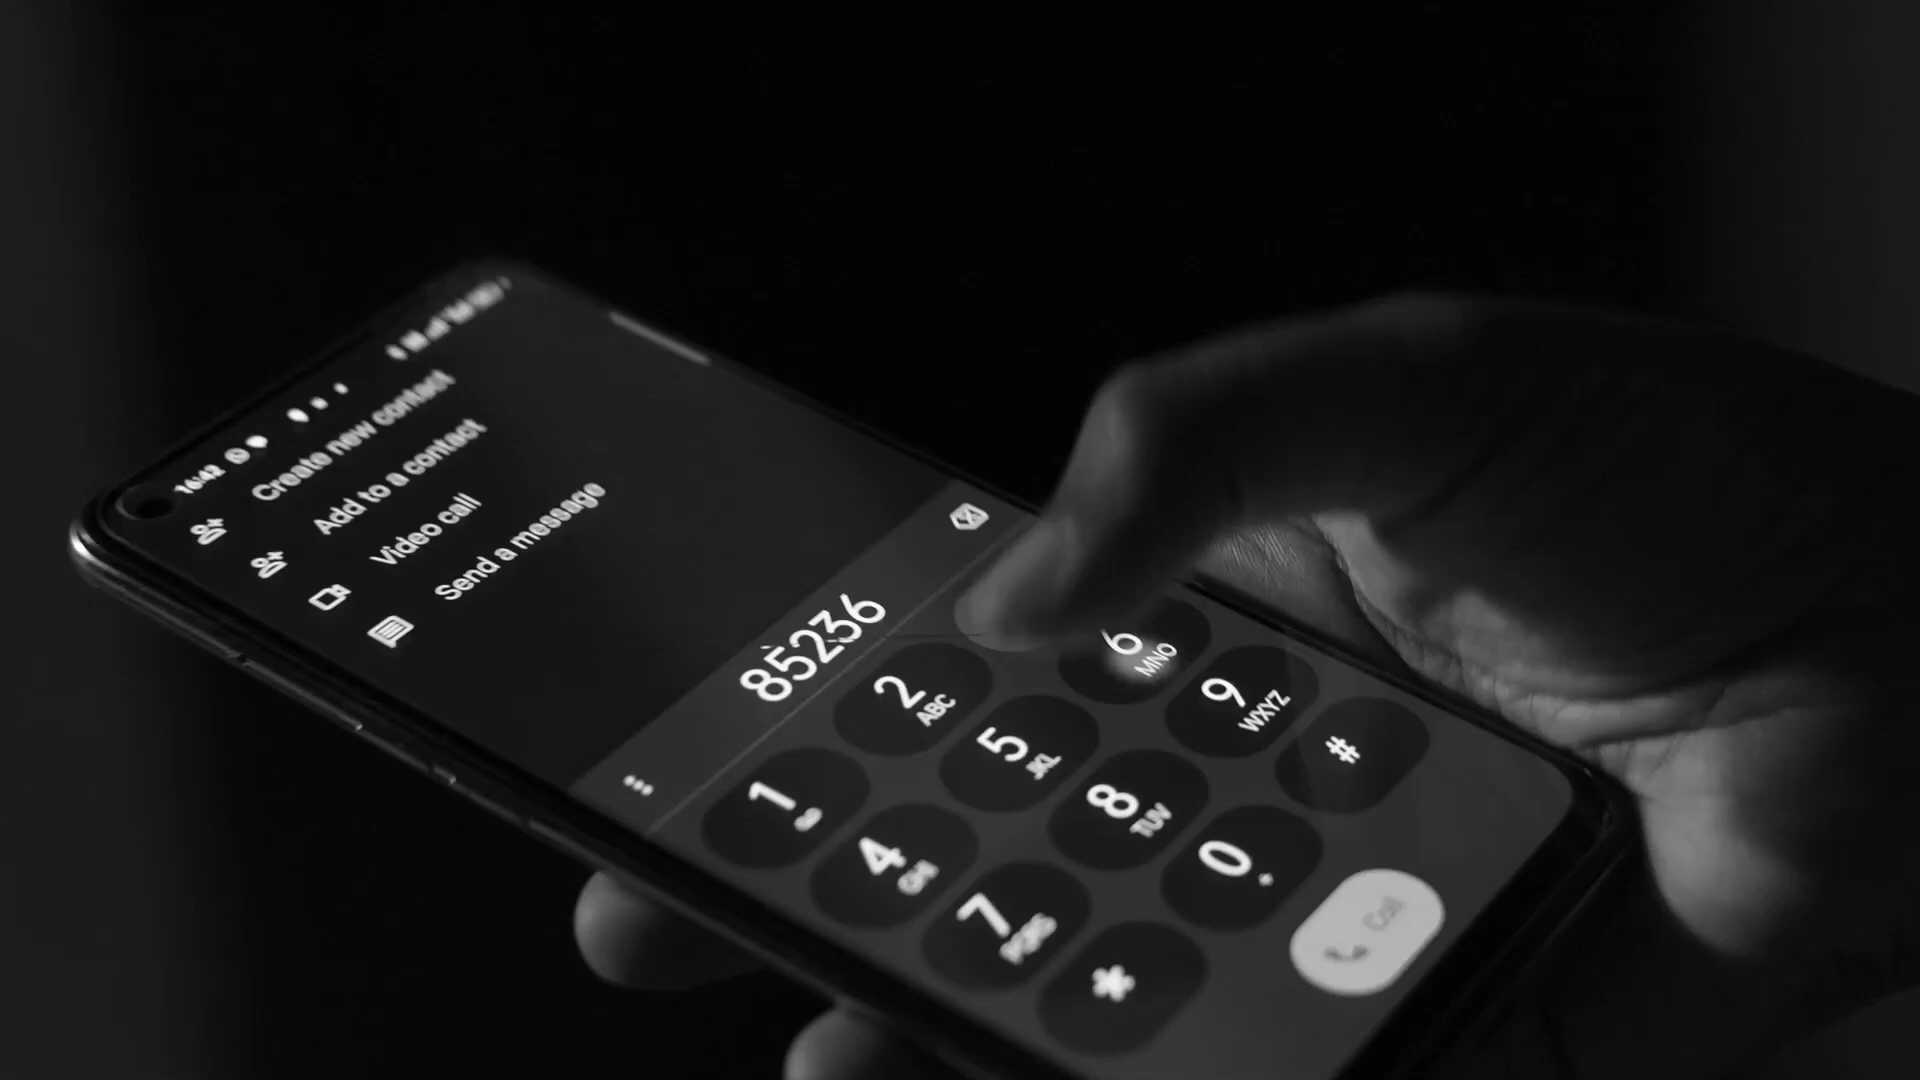 16:42
Create new contact
Add to a contact
Video call
Send a message
85236
1
2 ABC
4 GHI
5 JKL
6 MNO
7 PQRS
8 TUV
9 WXYZ
*
0 +
#
Call